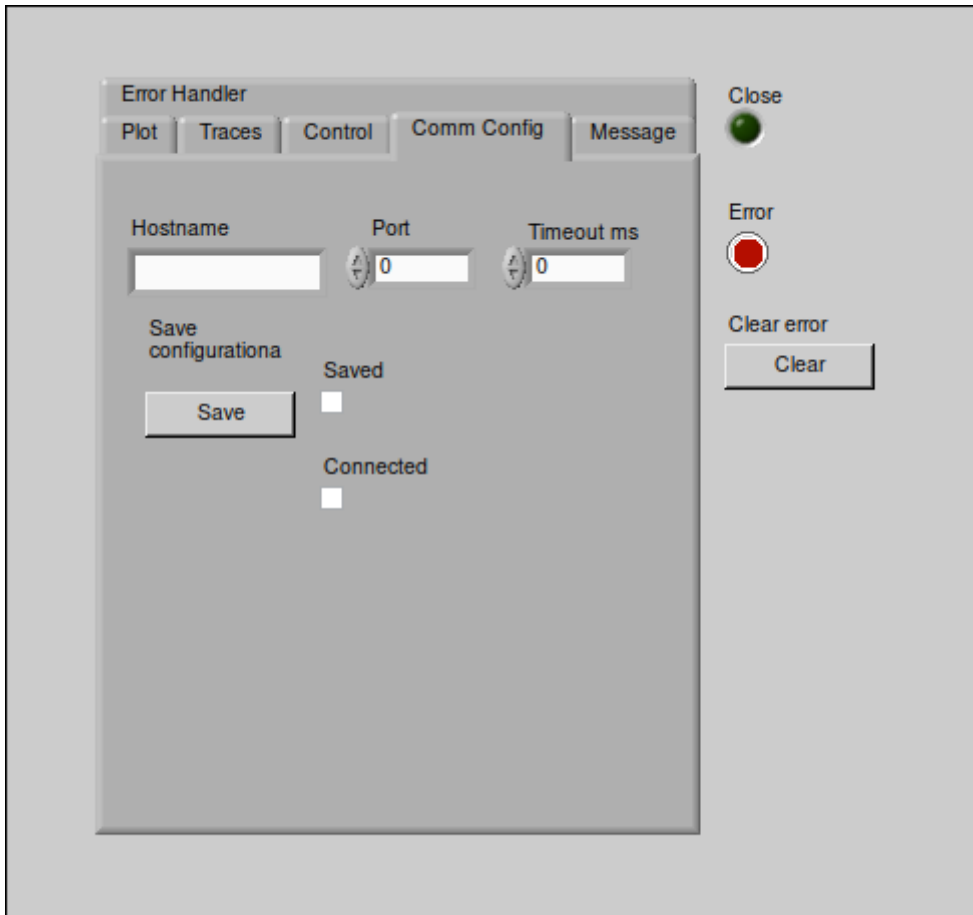 Error Handler
Plot Traces Control Comm Config Message
Close
Hostname Port Timeout ms
0 0
Error
Save
configurationa
Saved
Save
Connected
Clear error
Clear